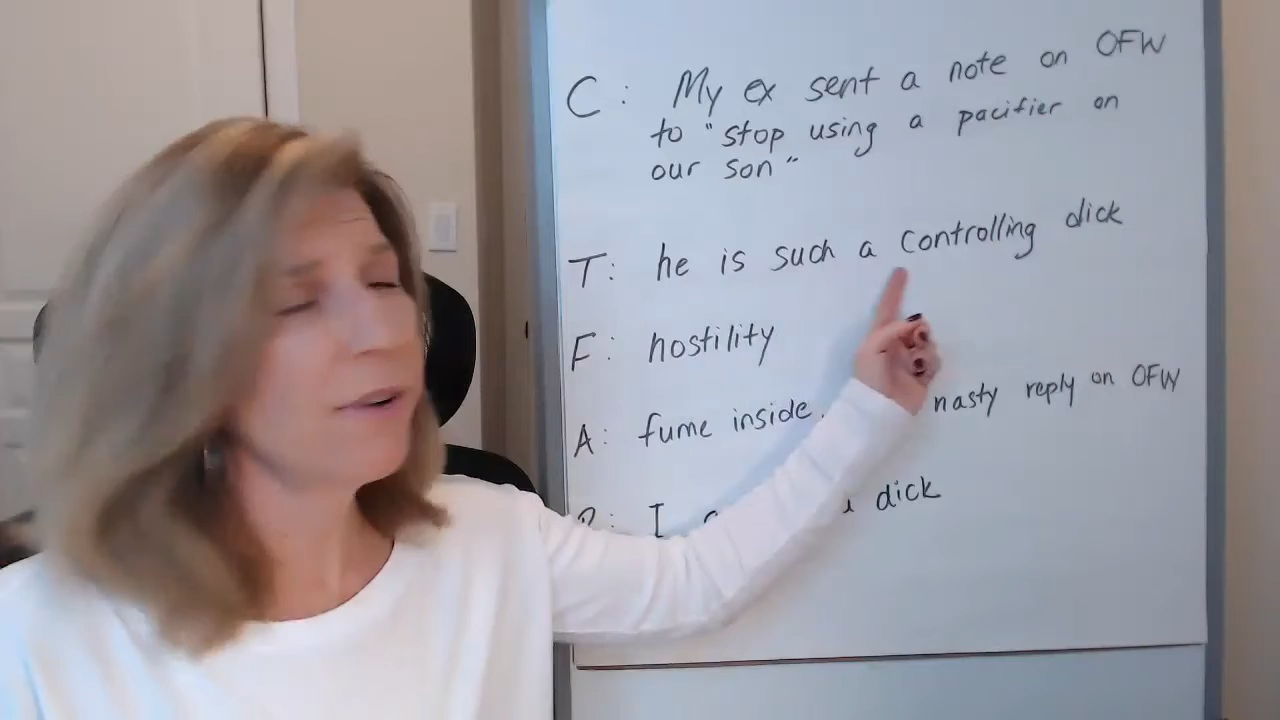 C: My ex sent a note on OFW
to "stop using a pacifier on
our son"
T: he is such a controlling dick
F: hostility
A: fume inside. nasty reply on OFW
I dick